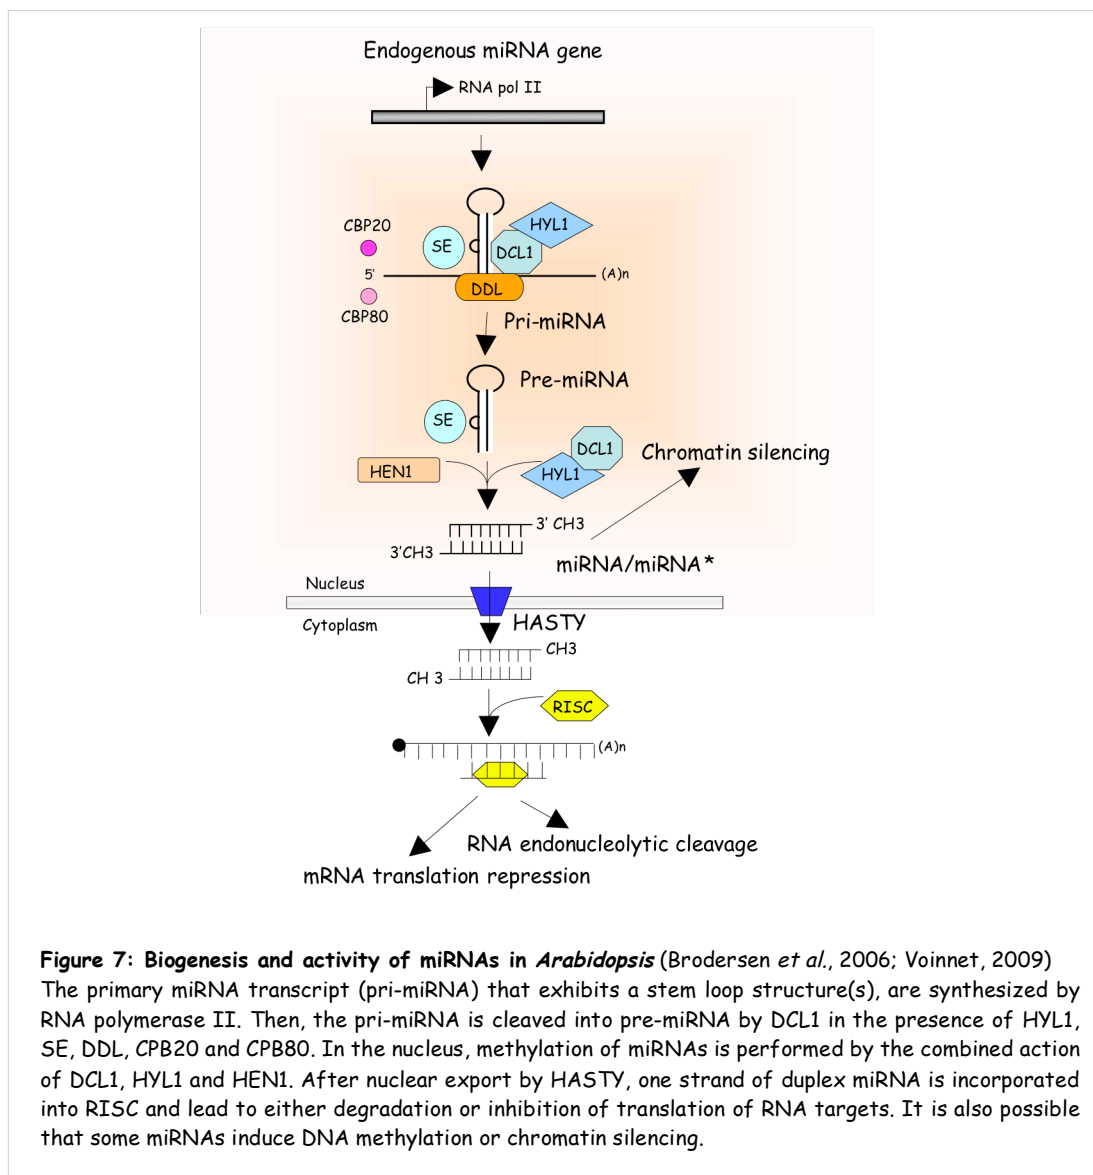 Endogenous miRNA gene
RNA pol II
CBP20
HYL1
SE
DCL1
5'
(A)n
DDL
CBP80
Pri-miRNA
Pre-miRNA
SE
DCL1
Chromatin silencing
HEN1
HYL1
3' CH3
3'CH3
miRNA/miRNA*
Nucleus
Cytoplasm
HASTY
CH3
CH 3
RISC
(A)n
RNA endonucleolytic cleavage
mRNA translation repression
Figure 7: Biogenesis and activity of miRNAs in Arabidopsis (Brodersen et al., 2006; Voinnet, 2009)
The primary miRNA transcript (pri-miRNA) that exhibits a stem loop structure(s), are synthesized by
RNA polymerase II. Then, the pri-miRNA is cleaved into pre-miRNA by DCL1 in the presence of HYL1,
SE, DDL, CPB20 and CPB80. In the nucleus, methylation of miRNAs is performed by the combined action
of DCL1, HYL1 and HEN1. After nuclear export by HASTY, one strand of duplex miRNA is incorporated
into RISC and lead to either degradation or inhibition of translation of RNA targets. It is also possible
that some miRNAs induce DNA methylation or chromatin silencing.